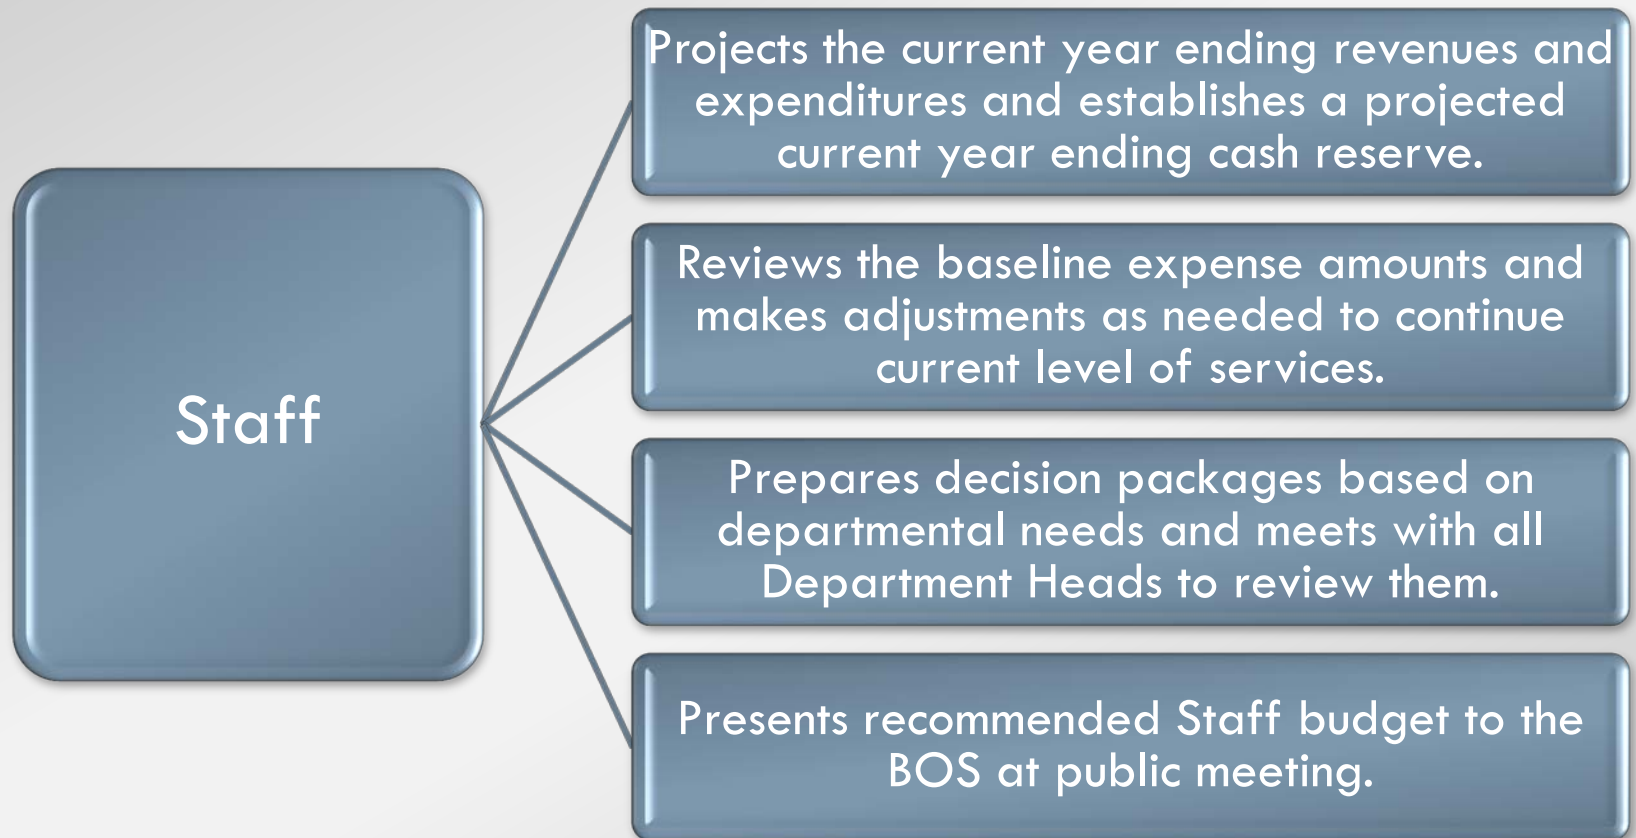 Staff
Projects the current year ending revenues and
expenditures and establishes a projected
current year ending cash reserve.
Reviews the baseline expense amounts and
makes adjustments as needed to continue
current level of services.
Prepares decision packages based on
departmental needs and meets with all
Department Heads to review them.
Presents recommended Staff budget to the
BOS at public meeting.